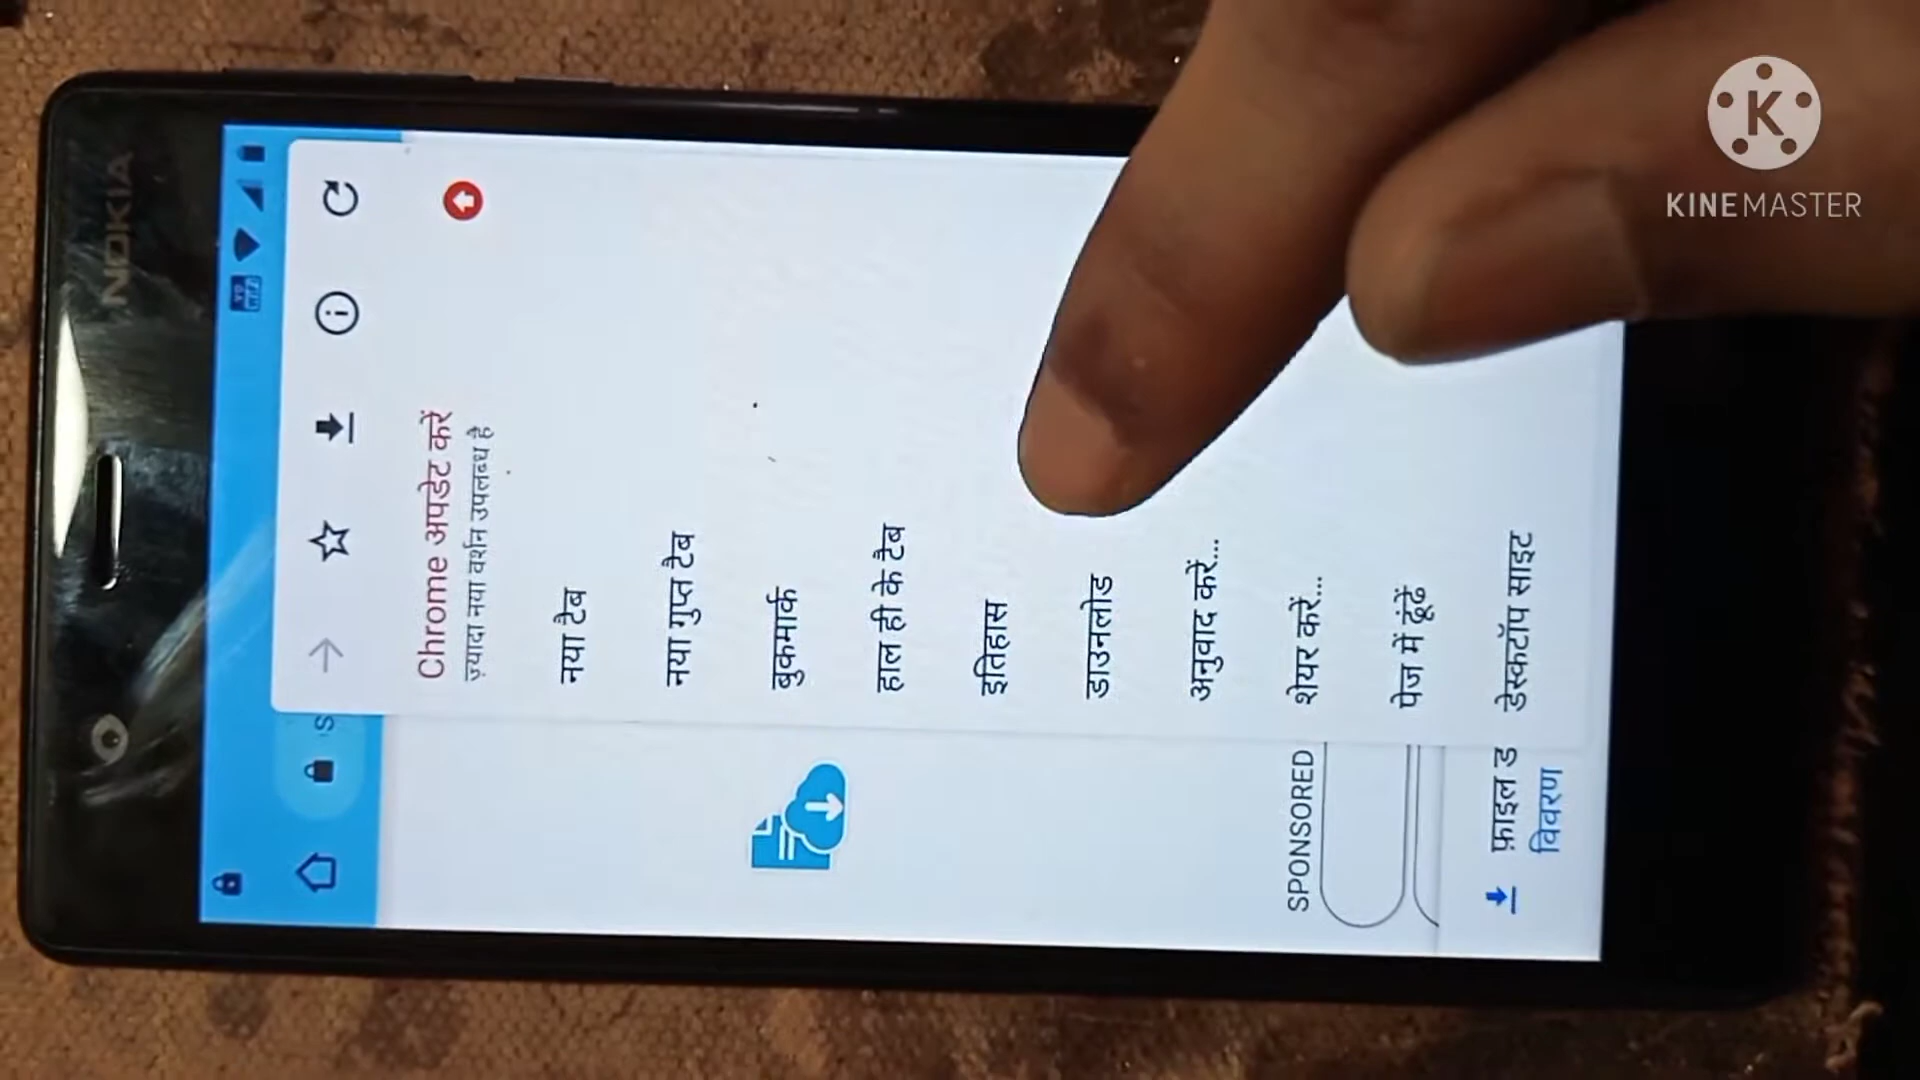 NOKIA
Chrome अपडेट करें
ज़्यादा नया वर्शन उपलब्ध है
नया टैब
नया गुप्त टैब
बुकमार्क
हाल ही के टैब
इतिहास
डाउनलोड
अनुवाद करें...
शेयर करें...
पेज में ढूंढें
डेस्कटॉप साइट
SPONSORED
फ़ाइल ड
विवरण
K
KINEMASTER